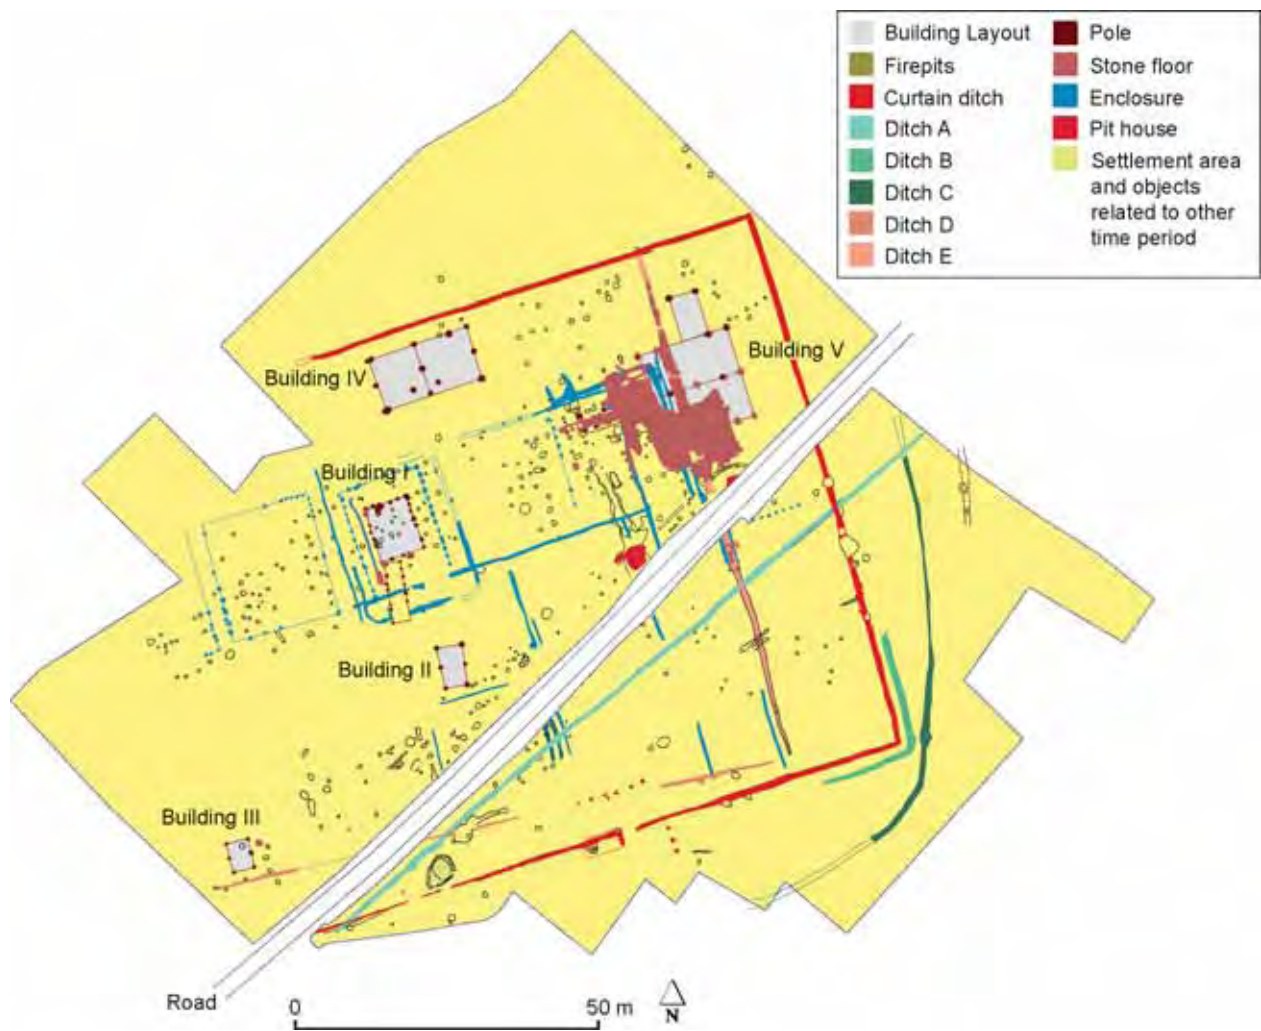 Building Layout
Firepits
Curtain ditch
Ditch A
Ditch B
Ditch C
Ditch D
Ditch E
Pole
Stone floor
Enclosure
Pit house
Settlement area
and objects
related to other
time period
Building V
Building IV
Building I
Building II
Building III
Road
0
50 m
N